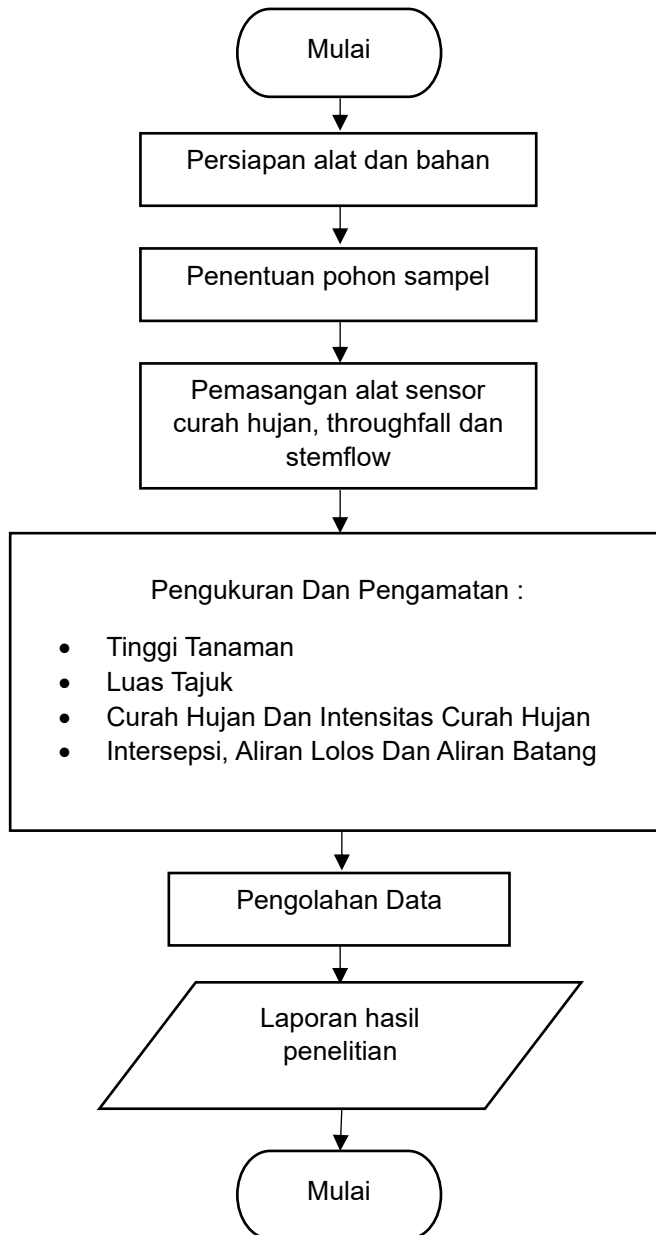 Mulai
Persiapan alat dan bahan
Penentuan pohon sampel
Pemasangan alat sensor
curah hujan, throughfall dan
stemflow
Pengukuran Dan Pengamatan :
• Tinggi Tanaman
• Luas Tajuk
• Curah Hujan Dan Intensitas Curah Hujan
• Intersepsi, Aliran Lolos Dan Aliran Batang
Pengolahan Data
Laporan hasil
penelitian
Mulai